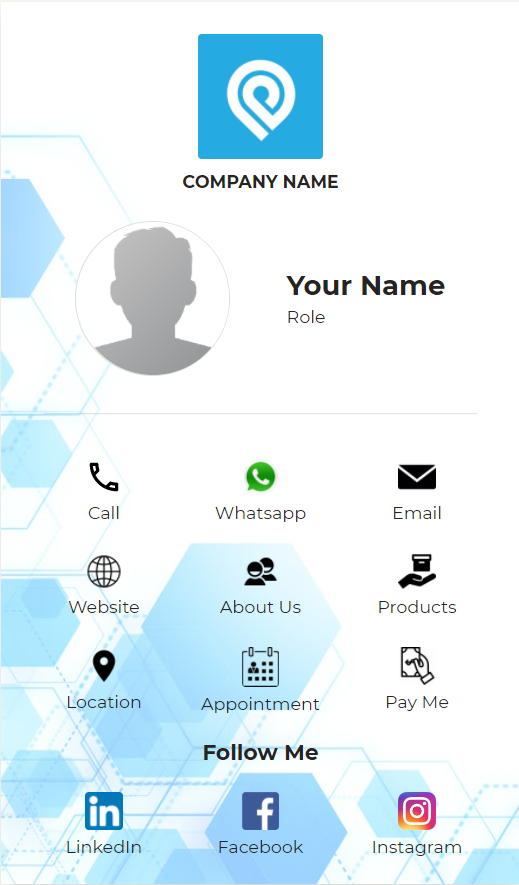 COMPANY NAME
Your Name
Role
Call
Whatsapp
Email
Website
About Us
Products
Location
Appointment
Pay Me
Follow Me
LinkedIn
Facebook
Instagram